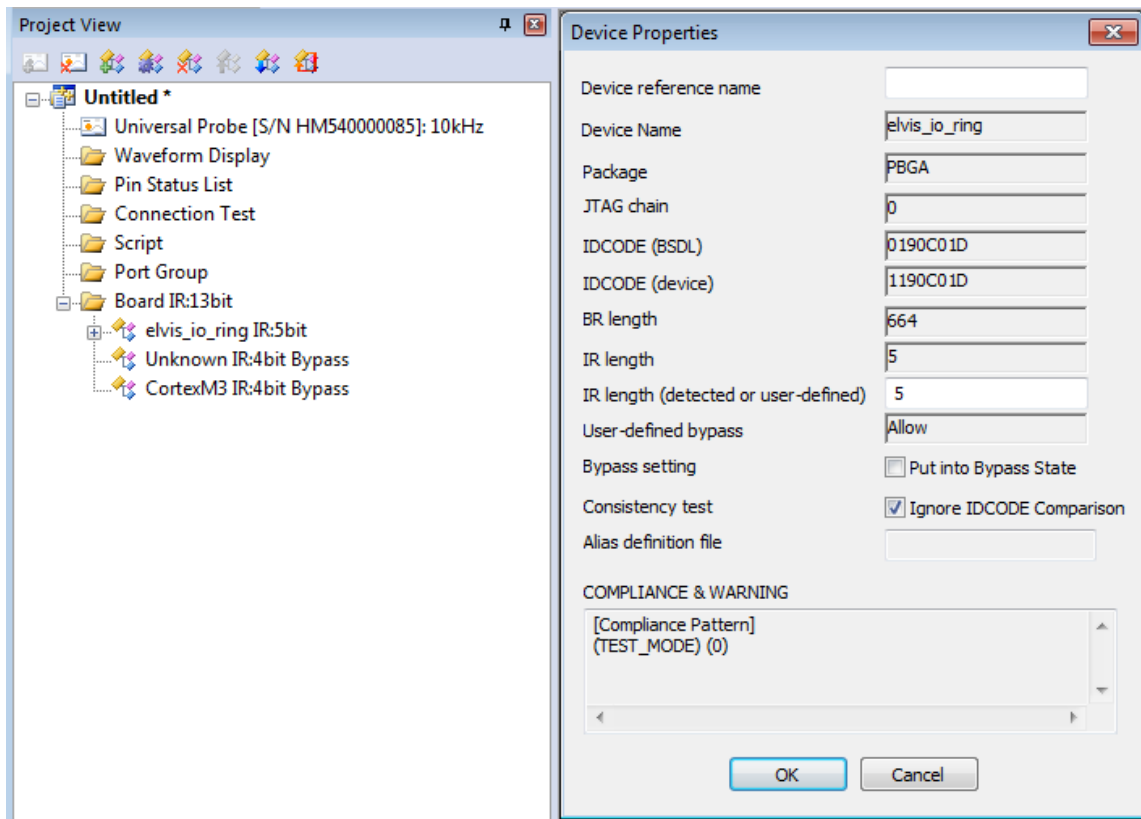 Project View
Untitled *
Universal Probe [S/N HM540000085]: 10kHz
Waveform Display
Pin Status List
Connection Test
Script
Port Group
Board IR:13bit
elvis_io_ring IR:5bit
Unknown IR:4bit Bypass
CortexM3 IR:4bit Bypass
Device Properties
Device reference name
Device Name elvis_io_ring
Package PBGA
JTAG chain 0
IDCODE (BSDL) 0190C01D
IDCODE (device) 1190C01D
BR length 664
IR length 5
IR length (detected or user-defined) 5
User-defined bypass Allow
Bypass setting Put into Bypass State
Consistency test Ignore IDCODE Comparison
Alias definition file
COMPLIANCE & WARNING
[Compliance Pattern]
(TEST_MODE) (0)
OK Cancel